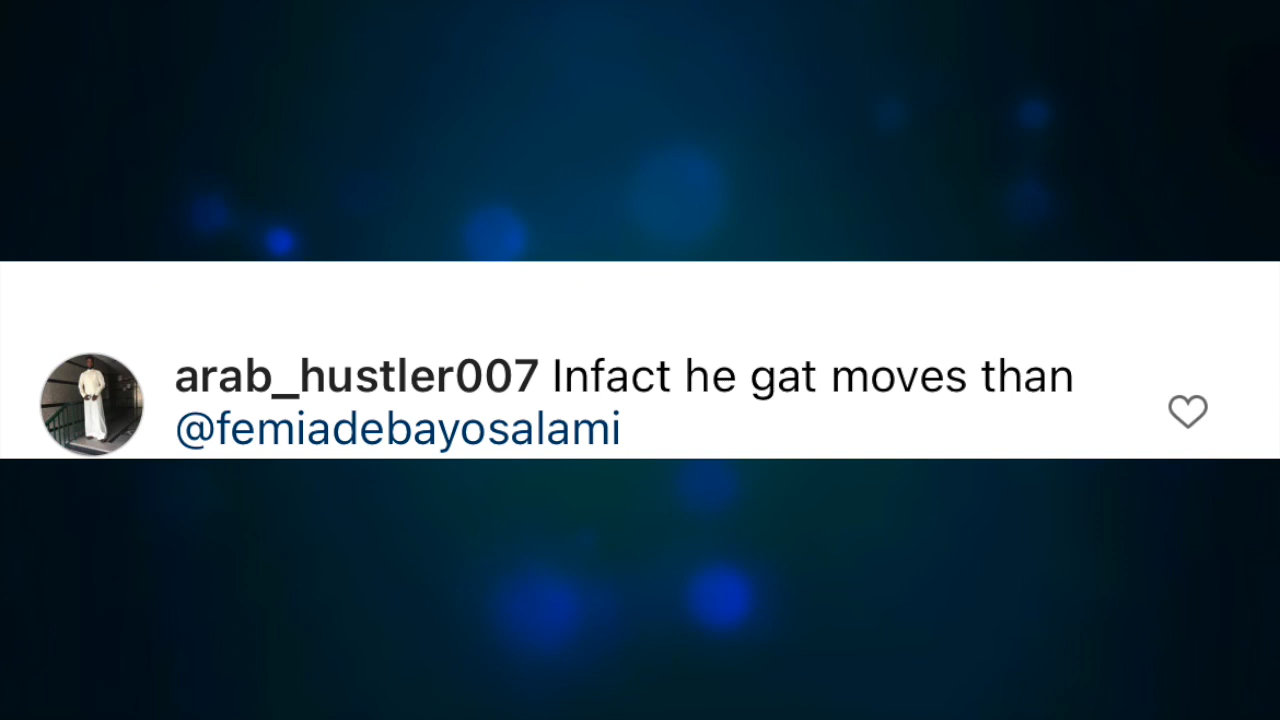 arab_hustler007 Infact he gat moves than
@femiadebayosalami